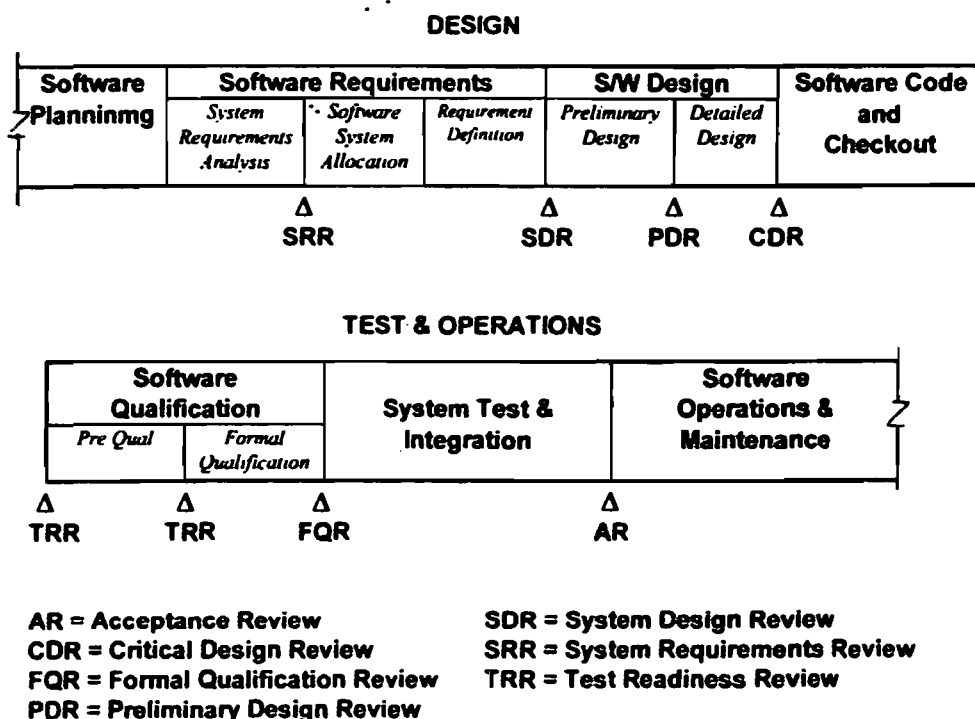 DESIGN
Software Planninmg
Software Requirements
System Requirements Analysis
Software System Allocation
Requirement Definition
S/W Design
Preliminary Design
Detailed Design
Software Code and Checkout
Δ SRR
Δ SDR
Δ PDR
Δ CDR
TEST & OPERATIONS
Software Qualification
Pre Qual
Formal Qualification
System Test & Integration
Software Operations & Maintenance
Δ TRR
Δ TRR
Δ FQR
Δ AR
AR = Acceptance Review
CDR = Critical Design Review
FQR = Formal Qualification Review
PDR = Preliminary Design Review
SDR = System Design Review
SRR = System Requirements Review
TRR = Test Readiness Review